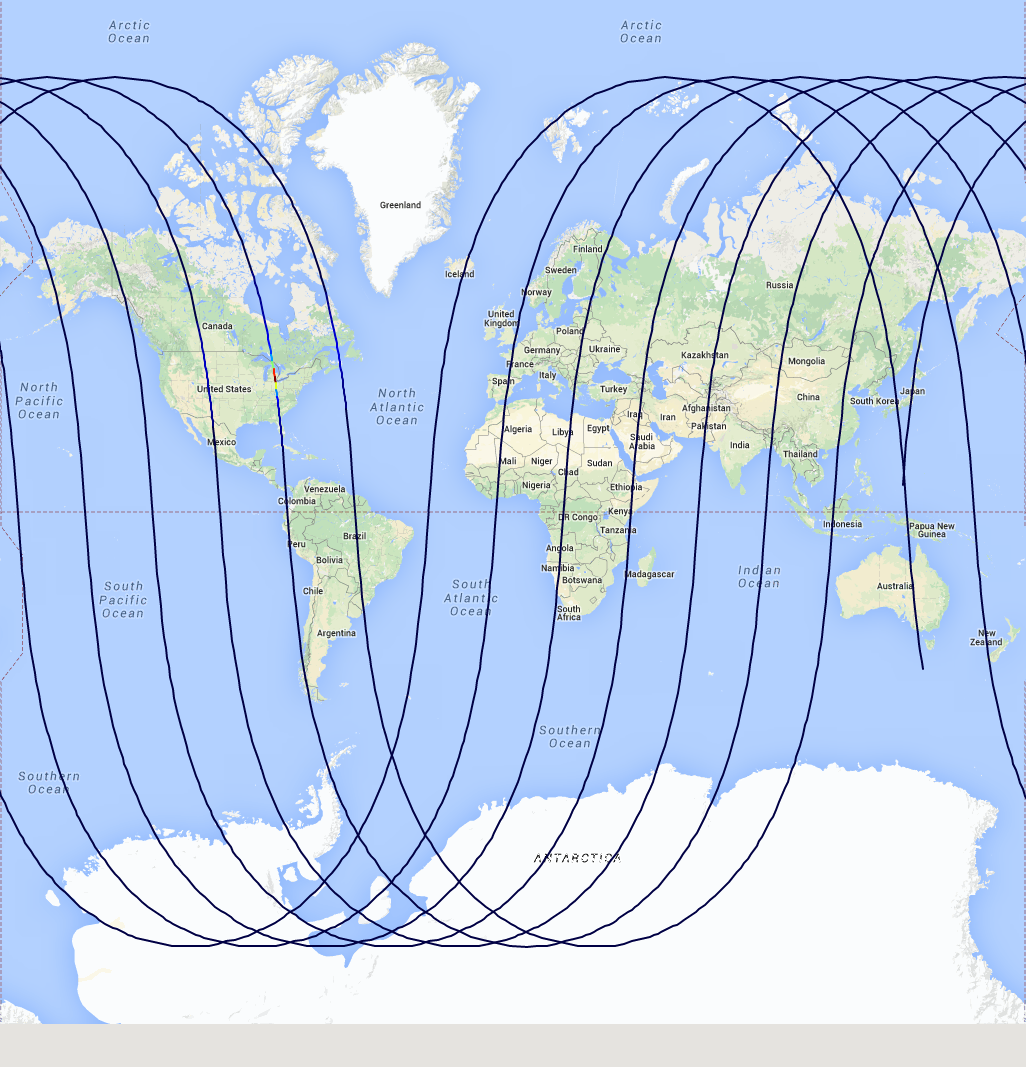 Arctic
Ocean
Arctic
Ocean
Greenland
Iceland
Finland
Sweden
Norway
Russia
United
Kingdom
Canada
Poland
Germany
Ukraine
France
Kazakhstan
Mongolia
Italy
Spain
Turkey
United States
North
Pacific
Ocean
North
Atlantic
Ocean
China
Japan
South Korea
Afghanistan
Iraq
Iran
Pakistan
Algeria
Libya
Egypt
Saudi
Arabia
India
Mexico
Thailand
Mali
Niger
Chad
Sudan
Nigeria
Ethiopia
Venezuela
Colombia
Kenya
DR Congo
Indonesia
Papua New
Guinea
Tanzania
Peru
Brazil
Angola
Bolivia
Namibia
Botswana
Madagascar
Indian
Ocean
Chile
South
Pacific
Ocean
South
Atlantic
Ocean
Australia
South
Africa
Argentina
New
Zealand
Southern
Ocean
Southern
Ocean
ANTARCTICA